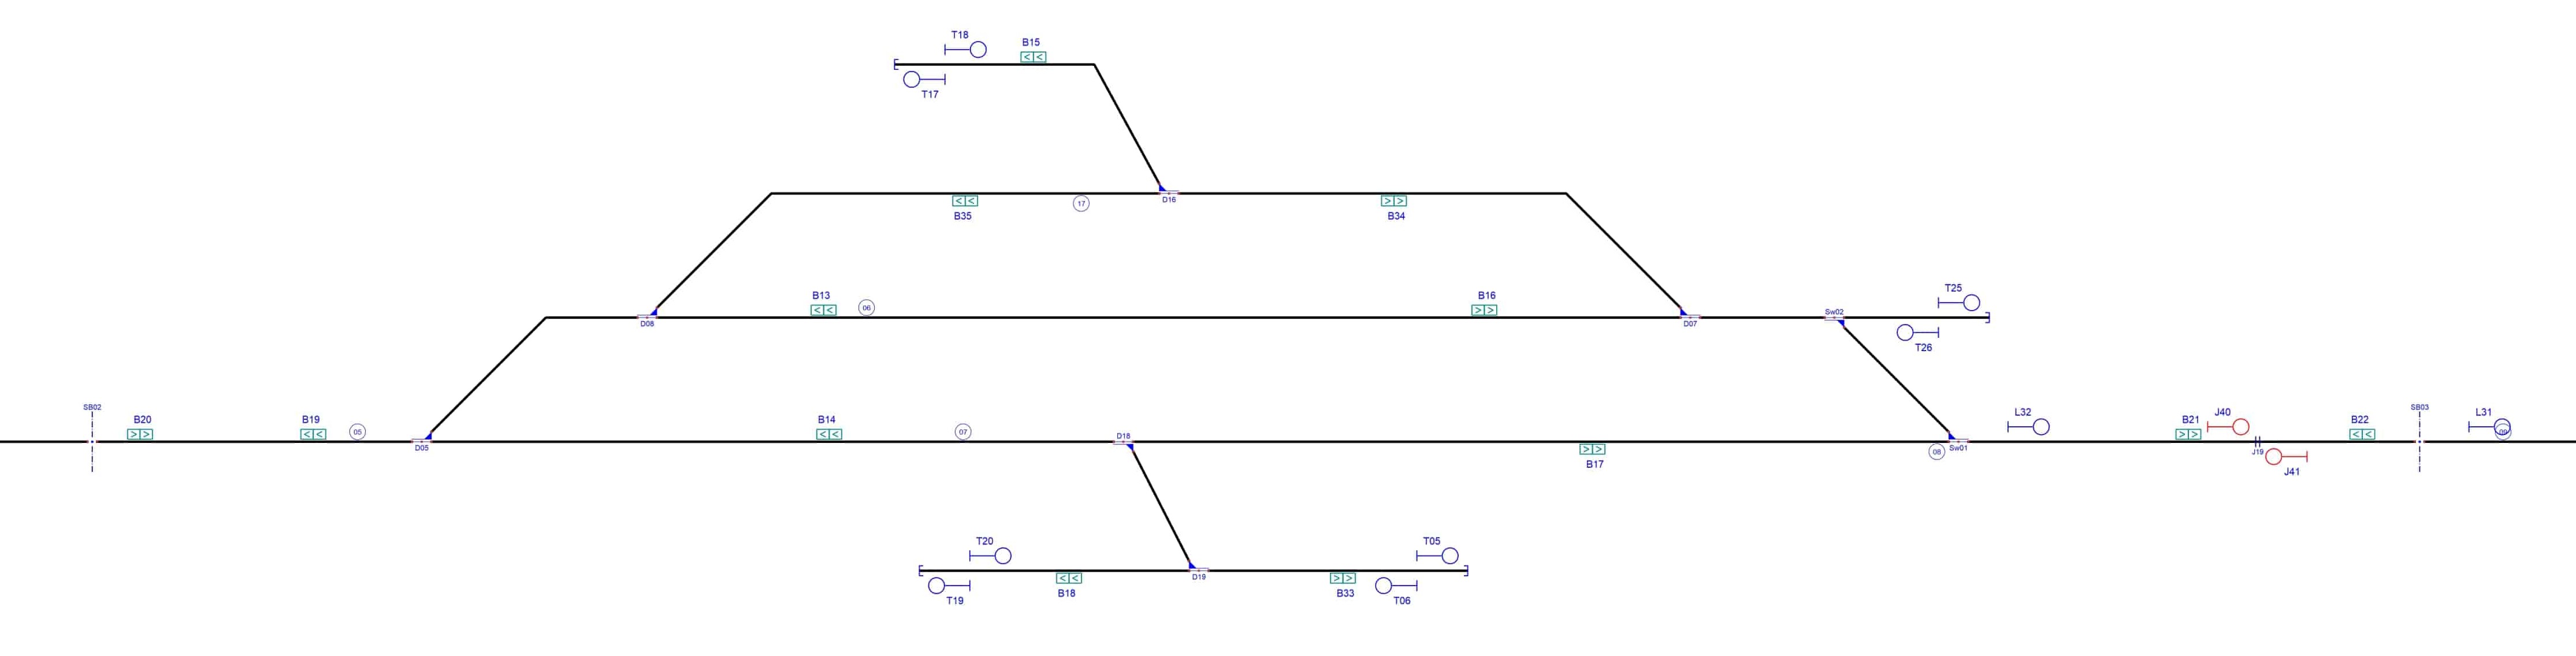 T18
B15
<<
T17
<<
17
D16
>>
B35
B34
T25
B13
B16
<<
06
>>
Sw02
D08
D07
T26
SB02
SB03
B20
B19
B14
L32
B21
J40
B22
L31
>>
<<
05
<<
07
D18
>>
<<
09
D05
>>
08
Sw01
J19
B17
J41
T20
T05
<<
D19
>>
T19
B18
B33
T06